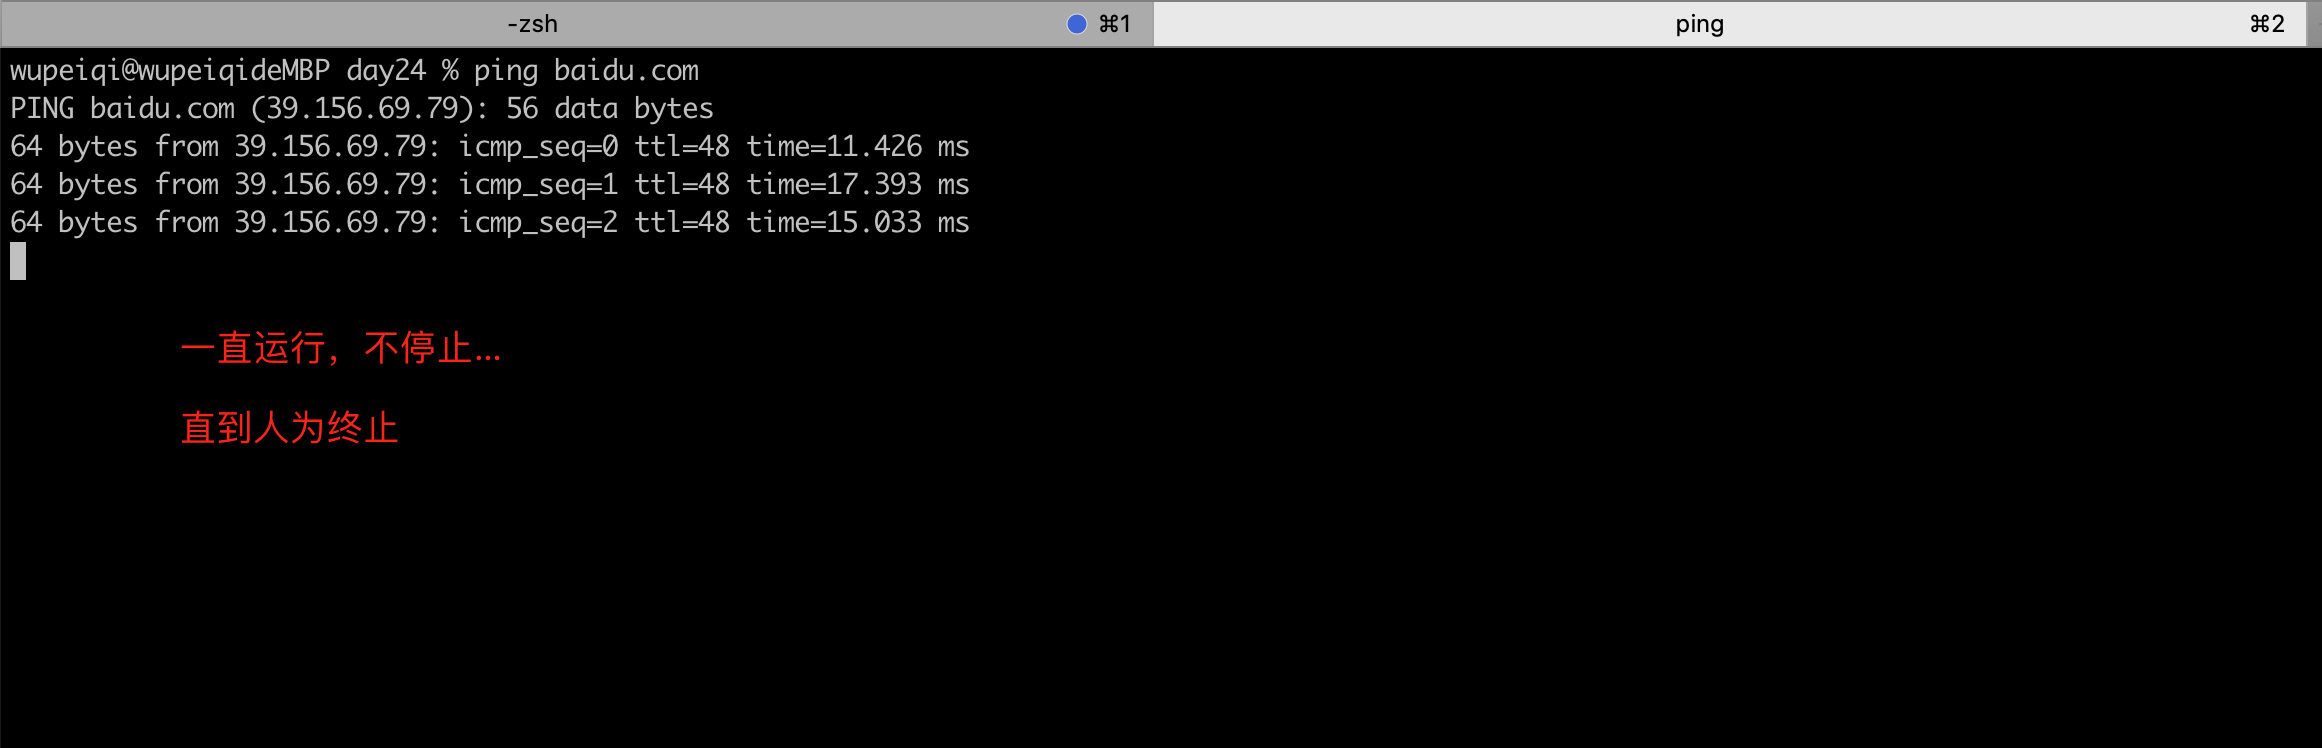 -zsh ⌘1 ping ⌘2
wupeiqi@wupeiqideMBP day24 % ping baidu.com
PING baidu.com (39.156.69.79): 56 data bytes
64 bytes from 39.156.69.79: icmp_seq=0 ttl=48 time=11.426 ms
64 bytes from 39.156.69.79: icmp_seq=1 ttl=48 time=17.393 ms
64 bytes from 39.156.69.79: icmp_seq=2 ttl=48 time=15.033 ms
一直运行，不停止...
直到人为终止